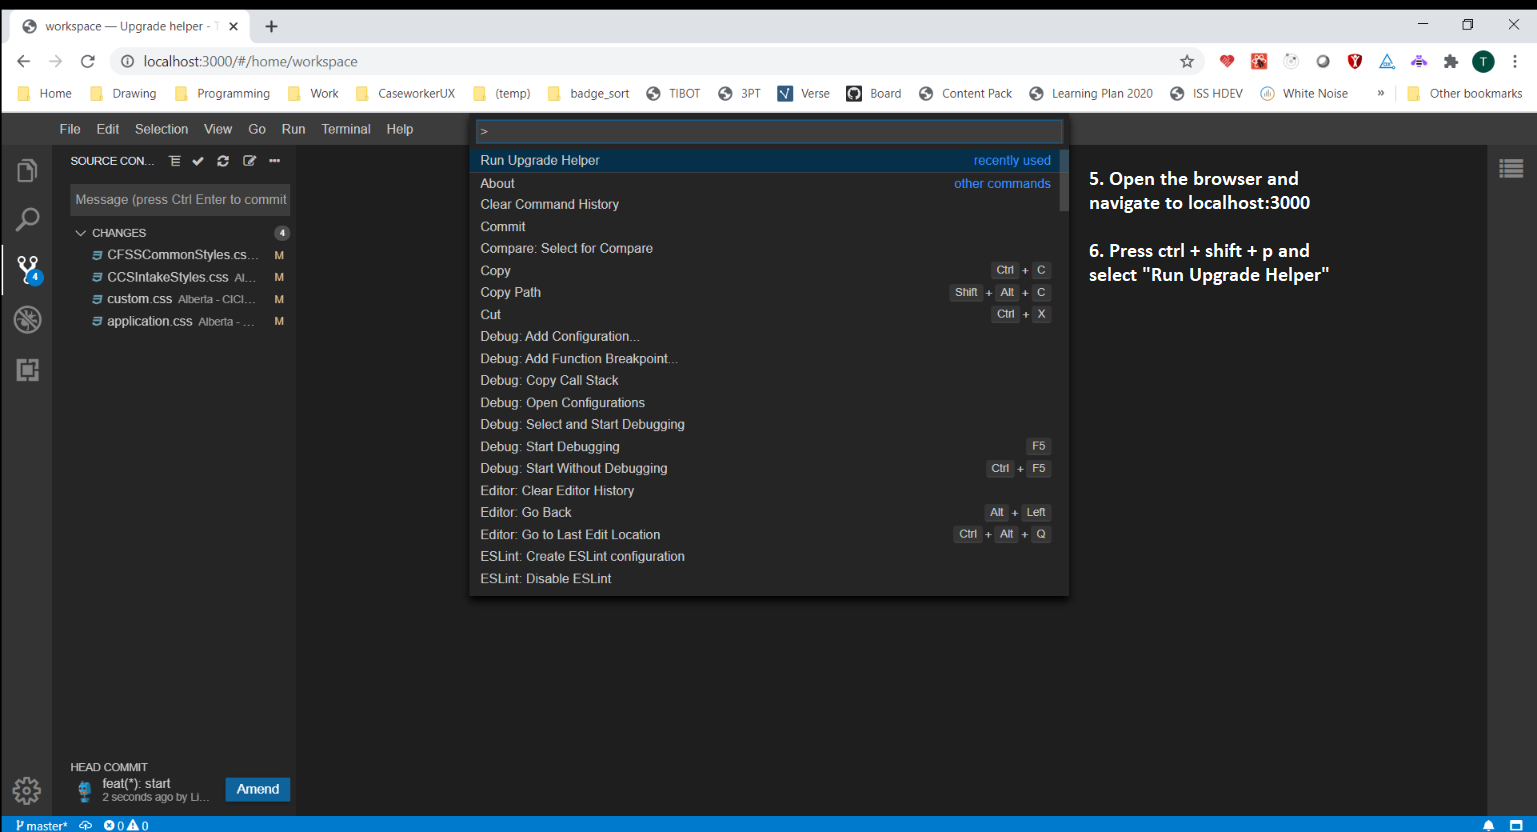 workspace — Upgrade helper - T
localhost:3000/#/home/workspace
T
Home Drawing Programming Work CaseworkerUX (temp) badge_sort TIBOT 3PT Verse Board Content Pack Learning Plan 2020 ISS HDEV White Noise » Other bookmarks
File Edit Selection View Go Run Terminal Help
>
SOURCE CON...
Message (press Ctrl Enter to commit
CHANGES 4
CFSSCommonStyles.cs... M
CCSIntakeStyles.css Al... M
custom.css Alberta - CICI... M
application.css Alberta - ... M
4
Run Upgrade Helper recently used
About other commands
Clear Command History
Commit
Compare: Select for Compare
Copy Ctrl + C
Copy Path Shift + Alt + C
Cut Ctrl + X
Debug: Add Configuration...
Debug: Add Function Breakpoint...
Debug: Copy Call Stack
Debug: Open Configurations
Debug: Select and Start Debugging
Debug: Start Debugging F5
Debug: Start Without Debugging Ctrl + F5
Editor: Clear Editor History
Editor: Go Back Alt + Left
Editor: Go to Last Edit Location Ctrl + Alt + Q
ESLint: Create ESLint configuration
ESLint: Disable ESLint
5. Open the browser and
navigate to localhost:3000
6. Press ctrl + shift + p and
select "Run Upgrade Helper"
HEAD COMMIT
feat(*): start
2 seconds ago by Li...
Amend
master* 0 0